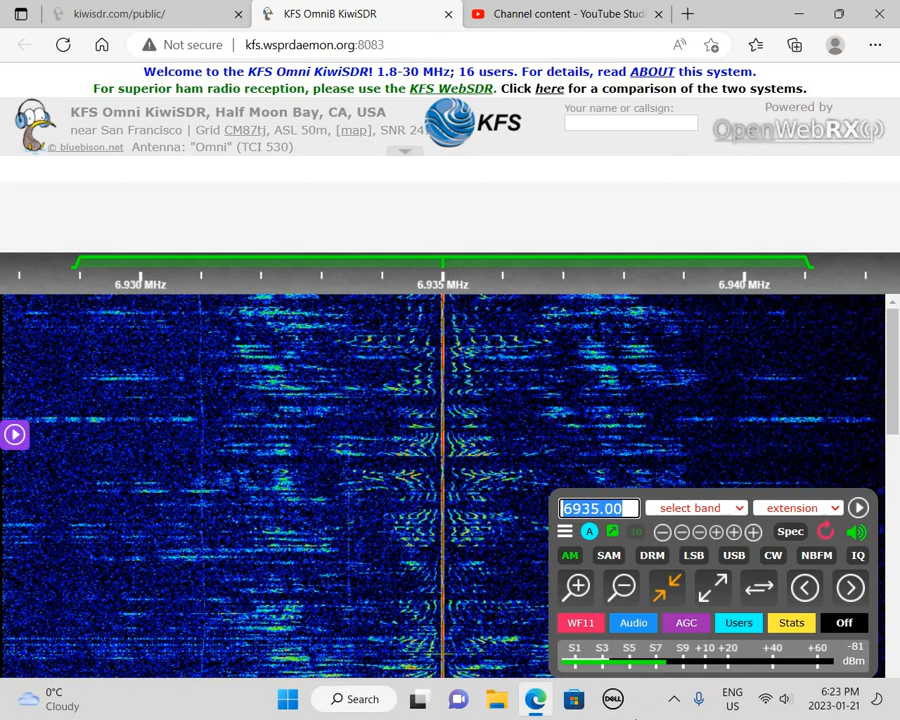 kiwisdr.com/public/
KFS OmniB KiwiSDR
Channel content - YouTube Studi
Not secure | kfs.wsprdaemon.org:8083
Welcome to the KFS Omni KiwiSDR! 1.8-30 MHz; 16 users. For details, read ABOUT this system.
For superior ham radio reception, please use the KFS WebSDR. Click here for a comparison of the two systems.
KFS Omni KiwiSDR, Half Moon Bay, CA, USA
near San Francisco | Grid CM87tj, ASL 50m, [map], SNR 24
© bluebison.net Antenna: "Omni" (TCI 530)
KFS
Your name or callsign:
Powered by
OpenWebRX
6.930 MHz 6.935 MHz 6.940 MHz
6935.00 select band extension
A 10 Spec
AM SAM DRM LSB USB CW NBFM IQ
WF11 Audio AGC Users Stats Off
S1 S3 S5 S7 S9 +10 +20 +40 +60 -81
dBm
0°C
Cloudy
Search
DELL
ENG
US
6:23 PM
2023-01-21